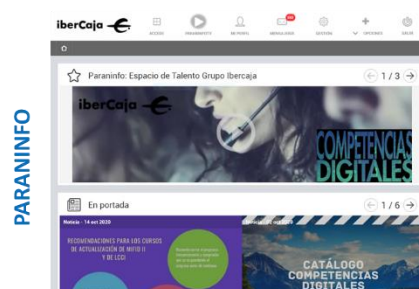 PARANINFO
iberCaja
ACCESO
PARANINFO
MI PERFIL
GESTION
OPCIONES
SALIR
Paraninfo: Espacio de Talento Grupo Ibercaja
1 / 3
iberCaja
COMPETENCIAS
DIGITALES
En portada
1 / 6
Noticia - 14 oct 2020
RECOMENDACIONES PARA LOS CURSOS
DE ACTUALIZACIÓN DE MIFID II
Y DE LCCI
CATÁLOGO
COMPETENCIAS
DIGITALES